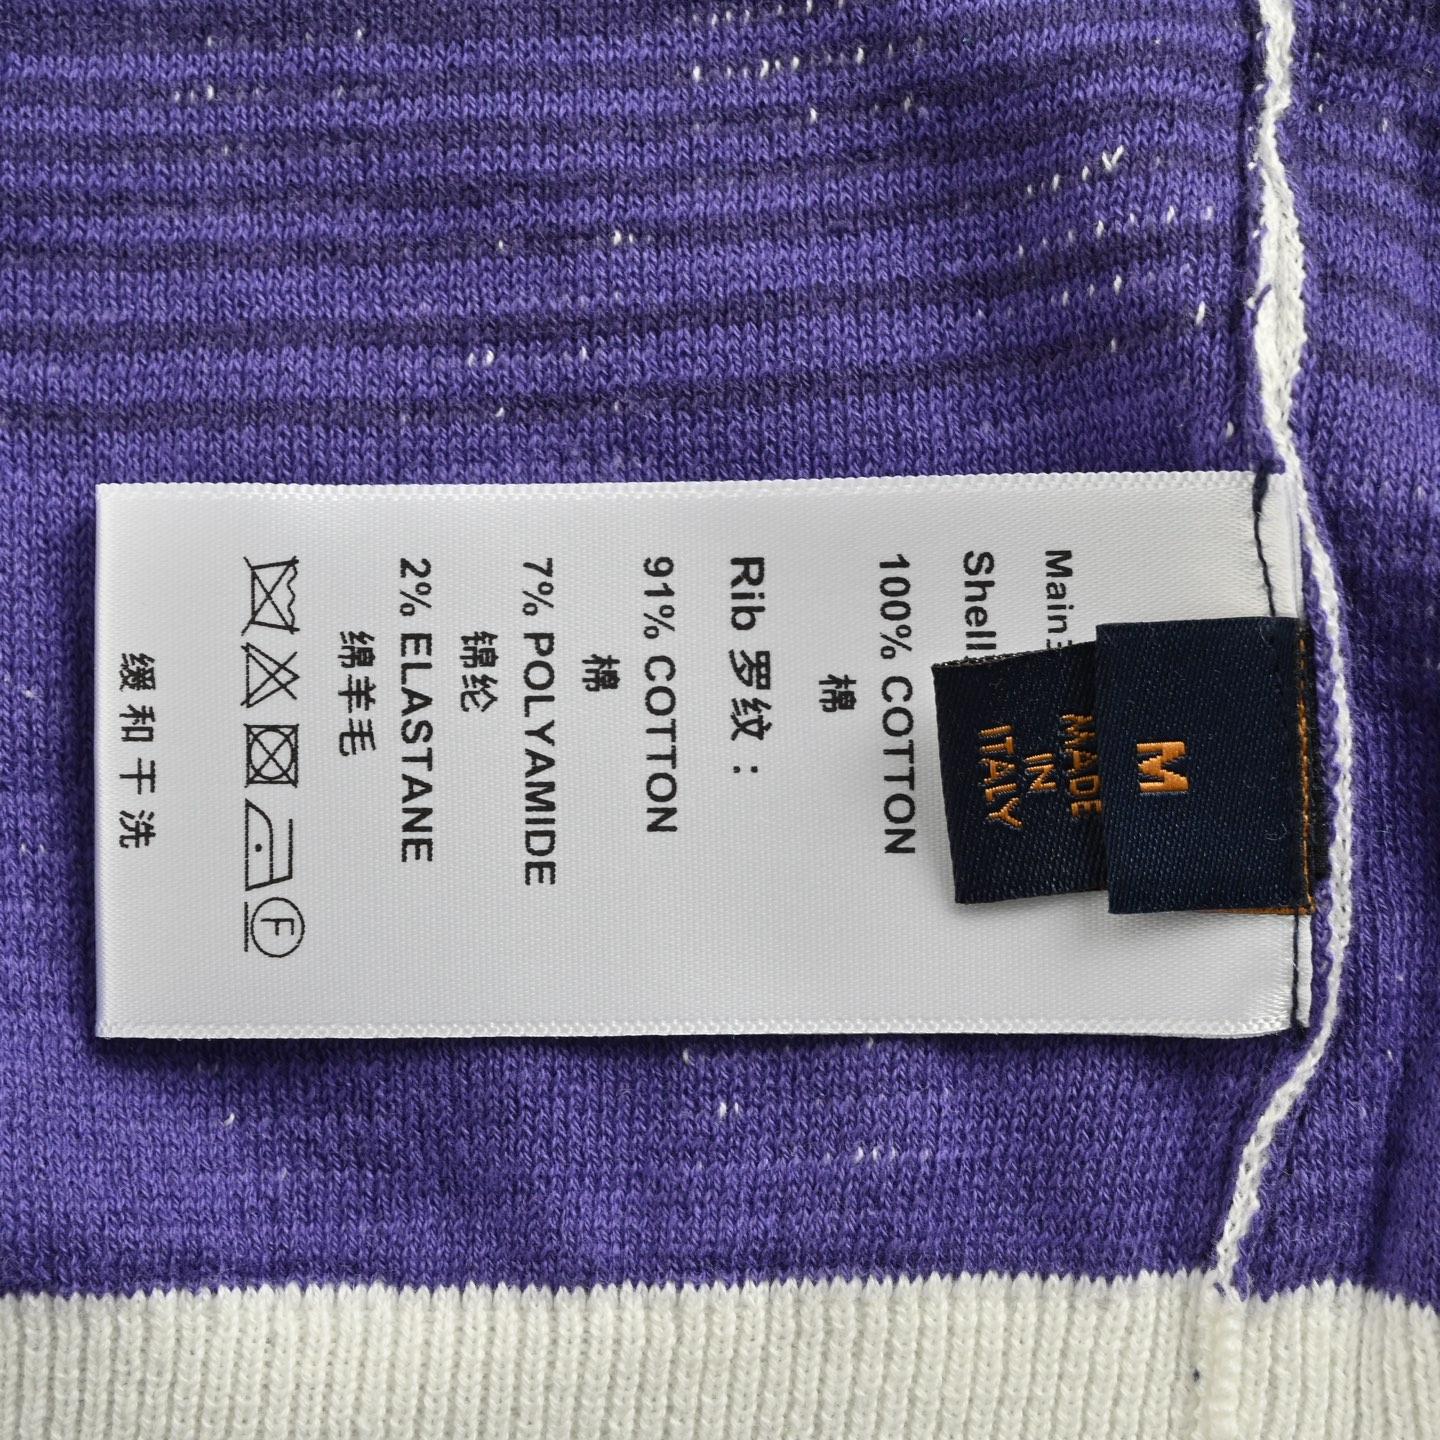 M
MADE
IN
ITALY
Main:
Shell
100% COTTON
棉
Rib 罗纹：
91% COTTON
棉
7% POLYAMIDE
锦纶
2% ELASTANE
绵羊毛
F
缓和干洗